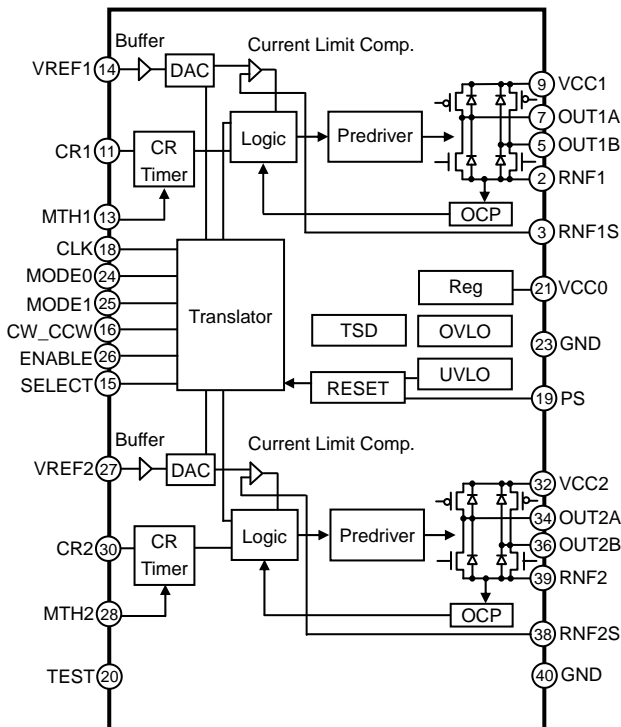 Buffer
Current Limit Comp.
VREF1 14
DAC
9 VCC1
7 OUT1A
Logic
Predriver
5 OUT1B
CR1 11
CR
Timer
2 RNF1
OCP
MTH1 13
3 RNF1S
CLK 18
MODE0 24
Reg
21 VCC0
MODE1 25
Translator
CW_CCW 16
TSD
OVLO
23 GND
ENABLE 26
UVLO
SELECT 15
RESET
19 PS
Buffer
Current Limit Comp.
VREF2 27
DAC
32 VCC2
34 OUT2A
Logic
Predriver
36 OUT2B
CR2 30
CR
Timer
39 RNF2
OCP
MTH2 28
38 RNF2S
TEST 20
40 GND